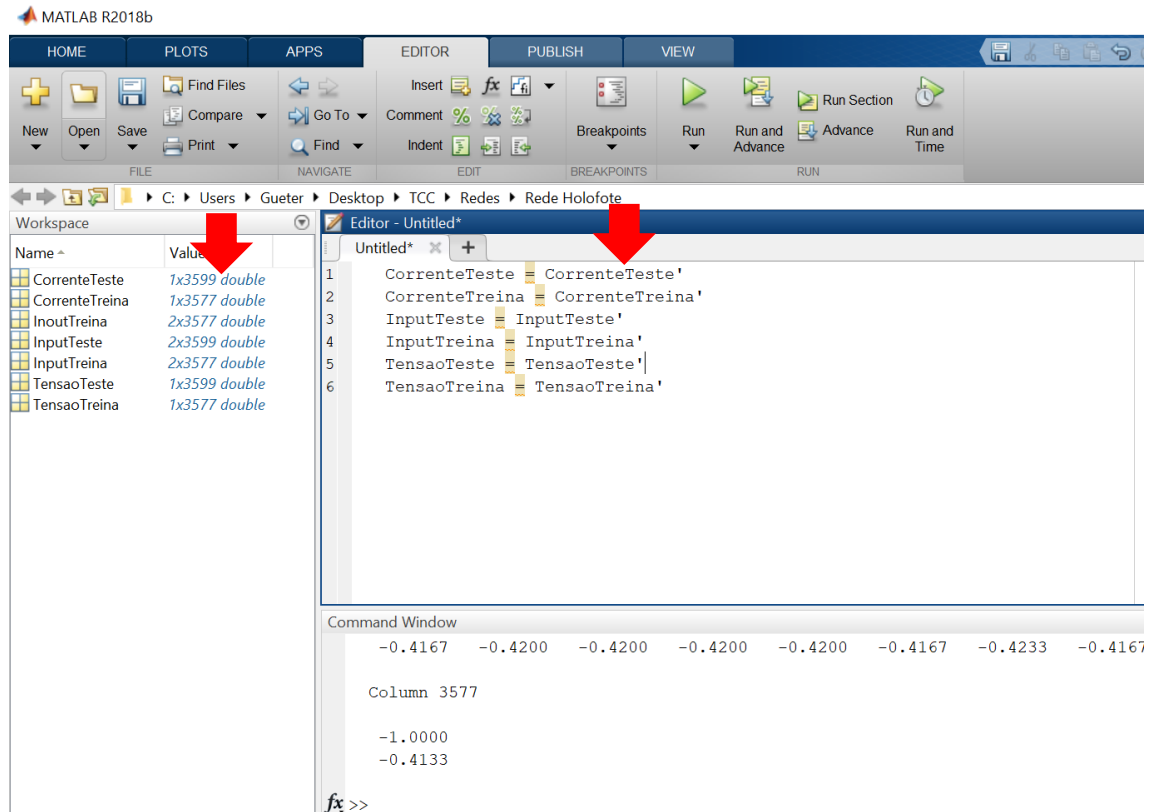 MATLAB R2018b
HOME PLOTS APPS EDITOR PUBLISH VIEW
New Open Save Find Files Compare Print
FILE
Go To Find
NAVIGATE
Insert fx
Comment
Indent
EDIT
Breakpoints
BREAKPOINTS
Run Run and Advance Run Section Advance Run and Time
RUN
C: Users Gueter Desktop TCC Redes Rede Holofote
Workspace
Name Value
CorrenteTeste 1x3599 double
CorrenteTreina 1x3577 double
InoutTreina 2x3577 double
InputTeste 2x3599 double
InputTreina 2x3577 double
TensaoTeste 1x3599 double
TensaoTreina 1x3577 double
Editor - Untitled*
Untitled* × +
1 CorrenteTeste = CorrenteTeste'
2 CorrenteTreina = CorrenteTreina'
3 InputTeste = InputTeste'
4 InputTreina = InputTreina'
5 TensaoTeste = TensaoTeste'
6 TensaoTreina = TensaoTreina'
Command Window
-0.4167 -0.4200 -0.4200 -0.4200 -0.4200 -0.4167 -0.4233 -0.4167
Column 3577
-1.0000
-0.4133
fx >>